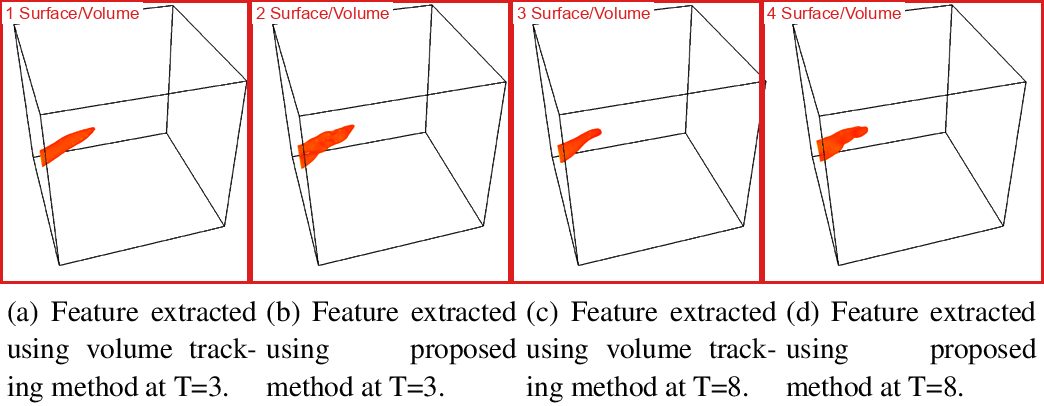 1 Surface/Volume
2 Surface/Volume
3 Surface/Volume
4 Surface/Volume
(a) Feature extracted
using volume track-
ing method at T=3.
(b) Feature extracted
using proposed
method at T=3.
(c) Feature extracted
using volume track-
ing method at T=8.
(d) Feature extracted
using proposed
method at T=8.